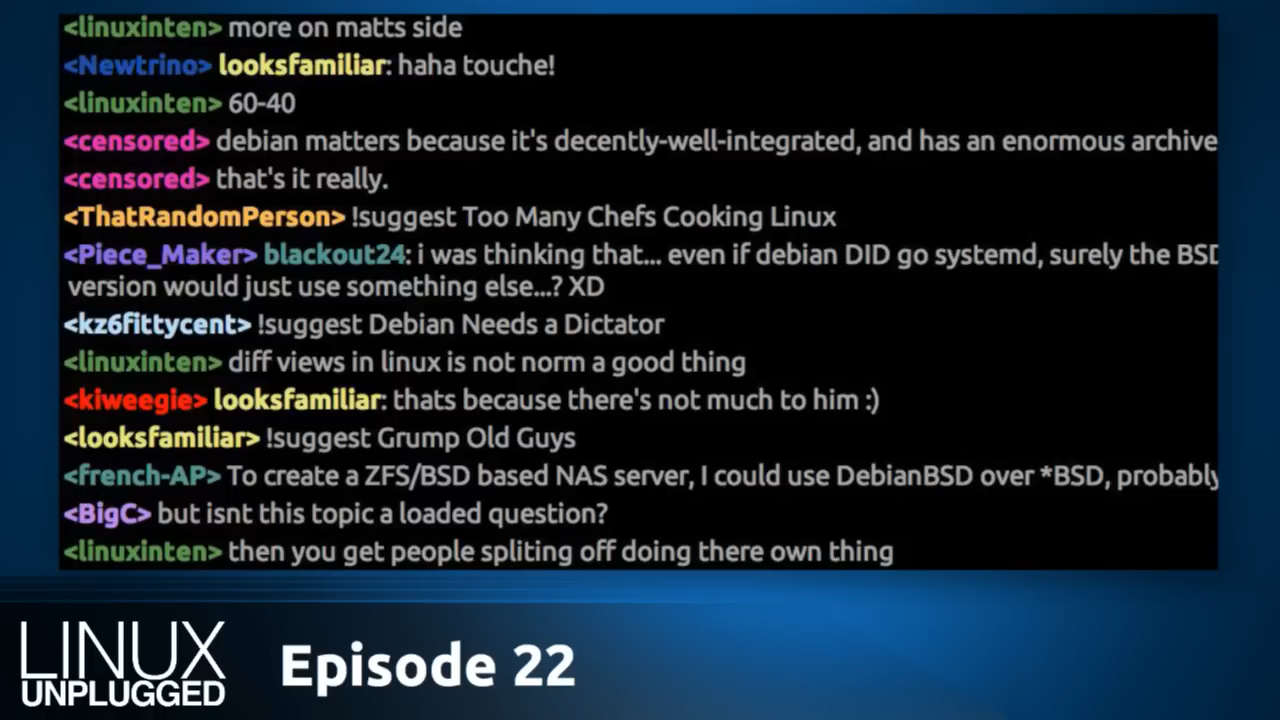 <linuxinten> more on matts side
<Newtrino> looksfamiliar: haha touche!
<linuxinten> 60-40
<censored> debian matters because it's decently-well-integrated, and has an enormous archive
<censored> that's it really.
<ThatRandomPerson> !suggest Too Many Chefs Cooking Linux
<Piece_Maker> blackout24: i was thinking that... even if debian DID go systemd, surely the BSD
version would just use something else...? XD
<kz6fittycent> !suggest Debian Needs a Dictator
<linuxinten> diff views in linux is not norm a good thing
<kiweegie> looksfamiliar: thats because there's not much to him :)
<looksfamiliar> !suggest Grump Old Guys
<french-AP> To create a ZFS/BSD based NAS server, I could use DebianBSD over *BSD, probably
<BigC> but isnt this topic a loaded question?
<linuxinten> then you get people spliting off doing there own thing
LINUX
UNPLUGGED
Episode 22